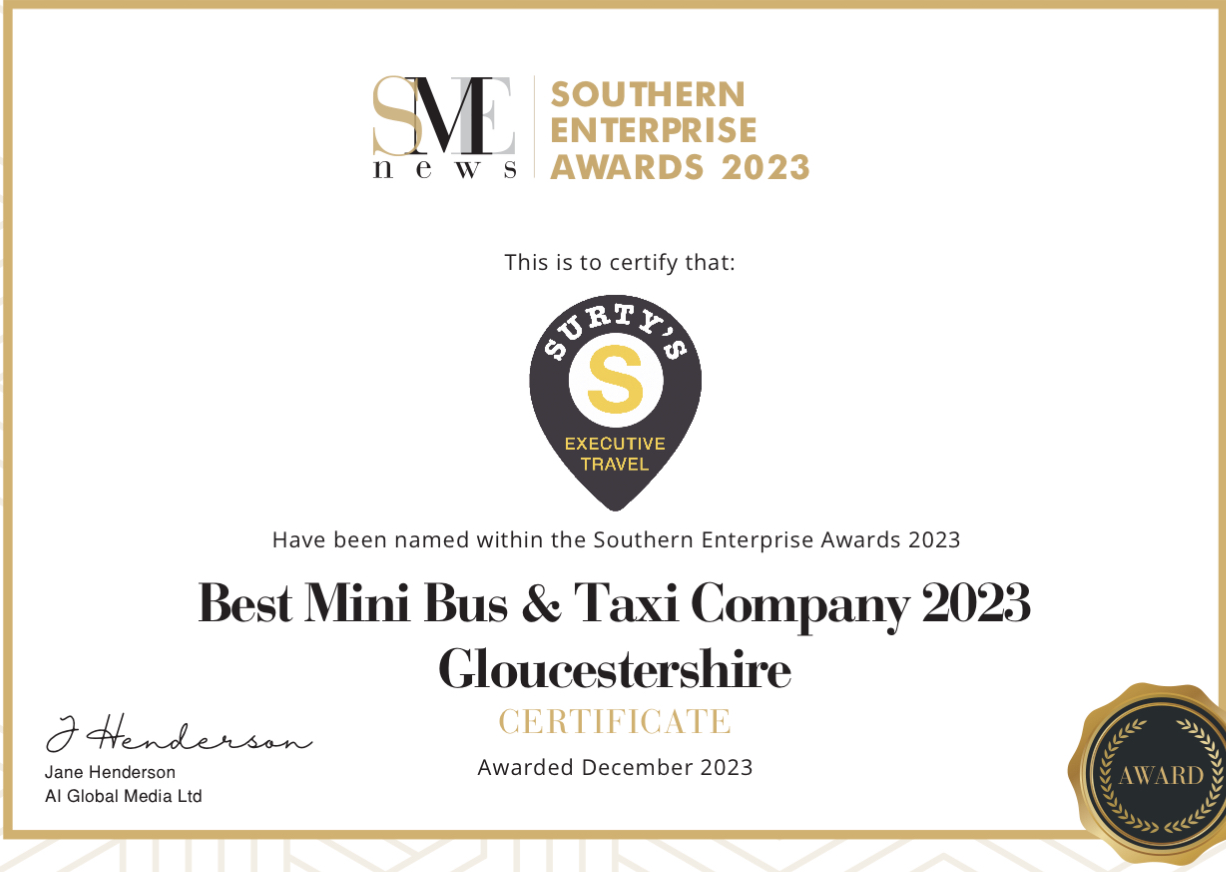 SME
news
SOUTHERN
ENTERPRISE
AWARDS 2023
This is to certify that:
SURTY'S
S
EXECUTIVE
TRAVEL
Have been named within the Southern Enterprise Awards 2023
Best Mini Bus & Taxi Company 2023
Gloucestershire
CERTIFICATE
Awarded December 2023
J Henderson
Jane Henderson
AI Global Media Ltd
AWARD